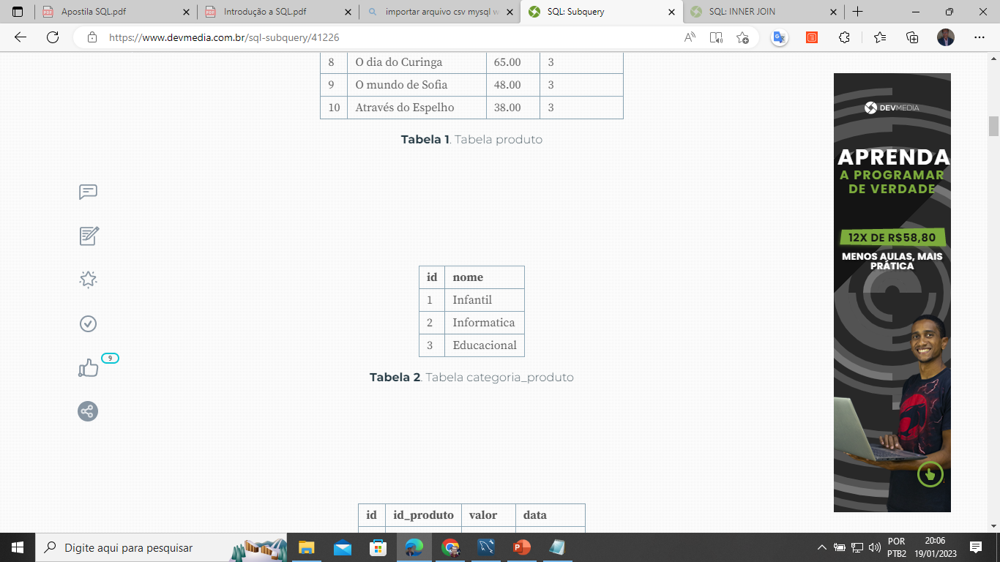 Apostila SQL.pdf
Introdução a SQL.pdf
importar arquivo csv mysql w
SQL: Subquery
SQL: INNER JOIN
https://www.devmedia.com.br/sql-subquery/41226
8 O dia do Curinga 65.00 3
9 O mundo de Sofia 48.00 3
10 Através do Espelho 38.00 3
Tabela 1. Tabela produto
id nome
1 Infantil
2 Informatica
3 Educacional
Tabela 2. Tabela categoria_produto
id id_produto valor data
9
DEVMEDIA
APRENDA
A PROGRAMAR
DE VERDADE
12X DE R$58,80
MENOS AULAS, MAIS
PRÁTICA
Digite aqui para pesquisar
POR
PTB2
20:06
19/01/2023